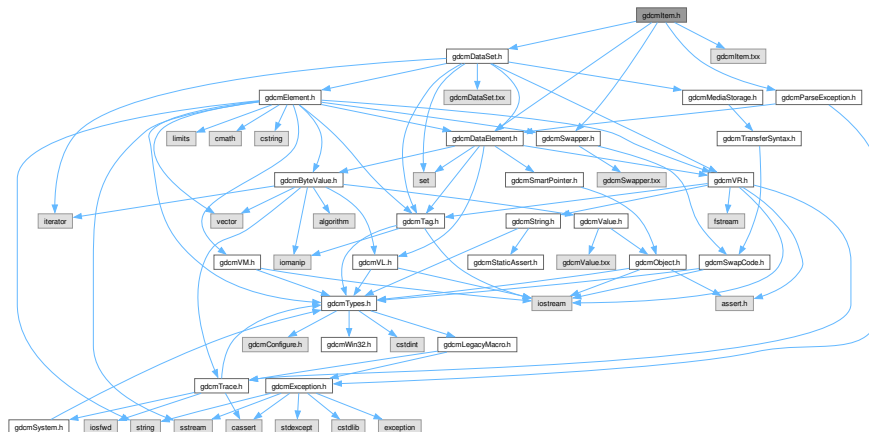 gdcmItem.h
gdcmDataSet.h
gdcmItem.txx
gdcmElement.h
gdcmDataSet.txx
gdcmMediaStorage.h
gdcmParseException.h
limits
cmath
cstring
gdcmDataElement.h
gdcmSwapper.h
gdcmTransferSyntax.h
gdcmByteValue.h
set
gdcmSmartPointer.h
gdcmSwapper.txx
gdcmVR.h
iterator
vector
algorithm
gdcmTag.h
gdcmString.h
gdcmValue.h
fstream
gdcmVM.h
iomanip
gdcmVL.h
gdcmStaticAssert.h
gdcmValue.txx
gdcmObject.h
gdcmSwapCode.h
gdcmTypes.h
iostream
assert.h
gdcmConfigure.h
gdcmWin32.h
cstdint
gdcmLegacyMacro.h
gdcmTrace.h
gdcmException.h
gdcmSystem.h
iosfwd
string
sstream
cassert
stdexcept
cstdlib
exception